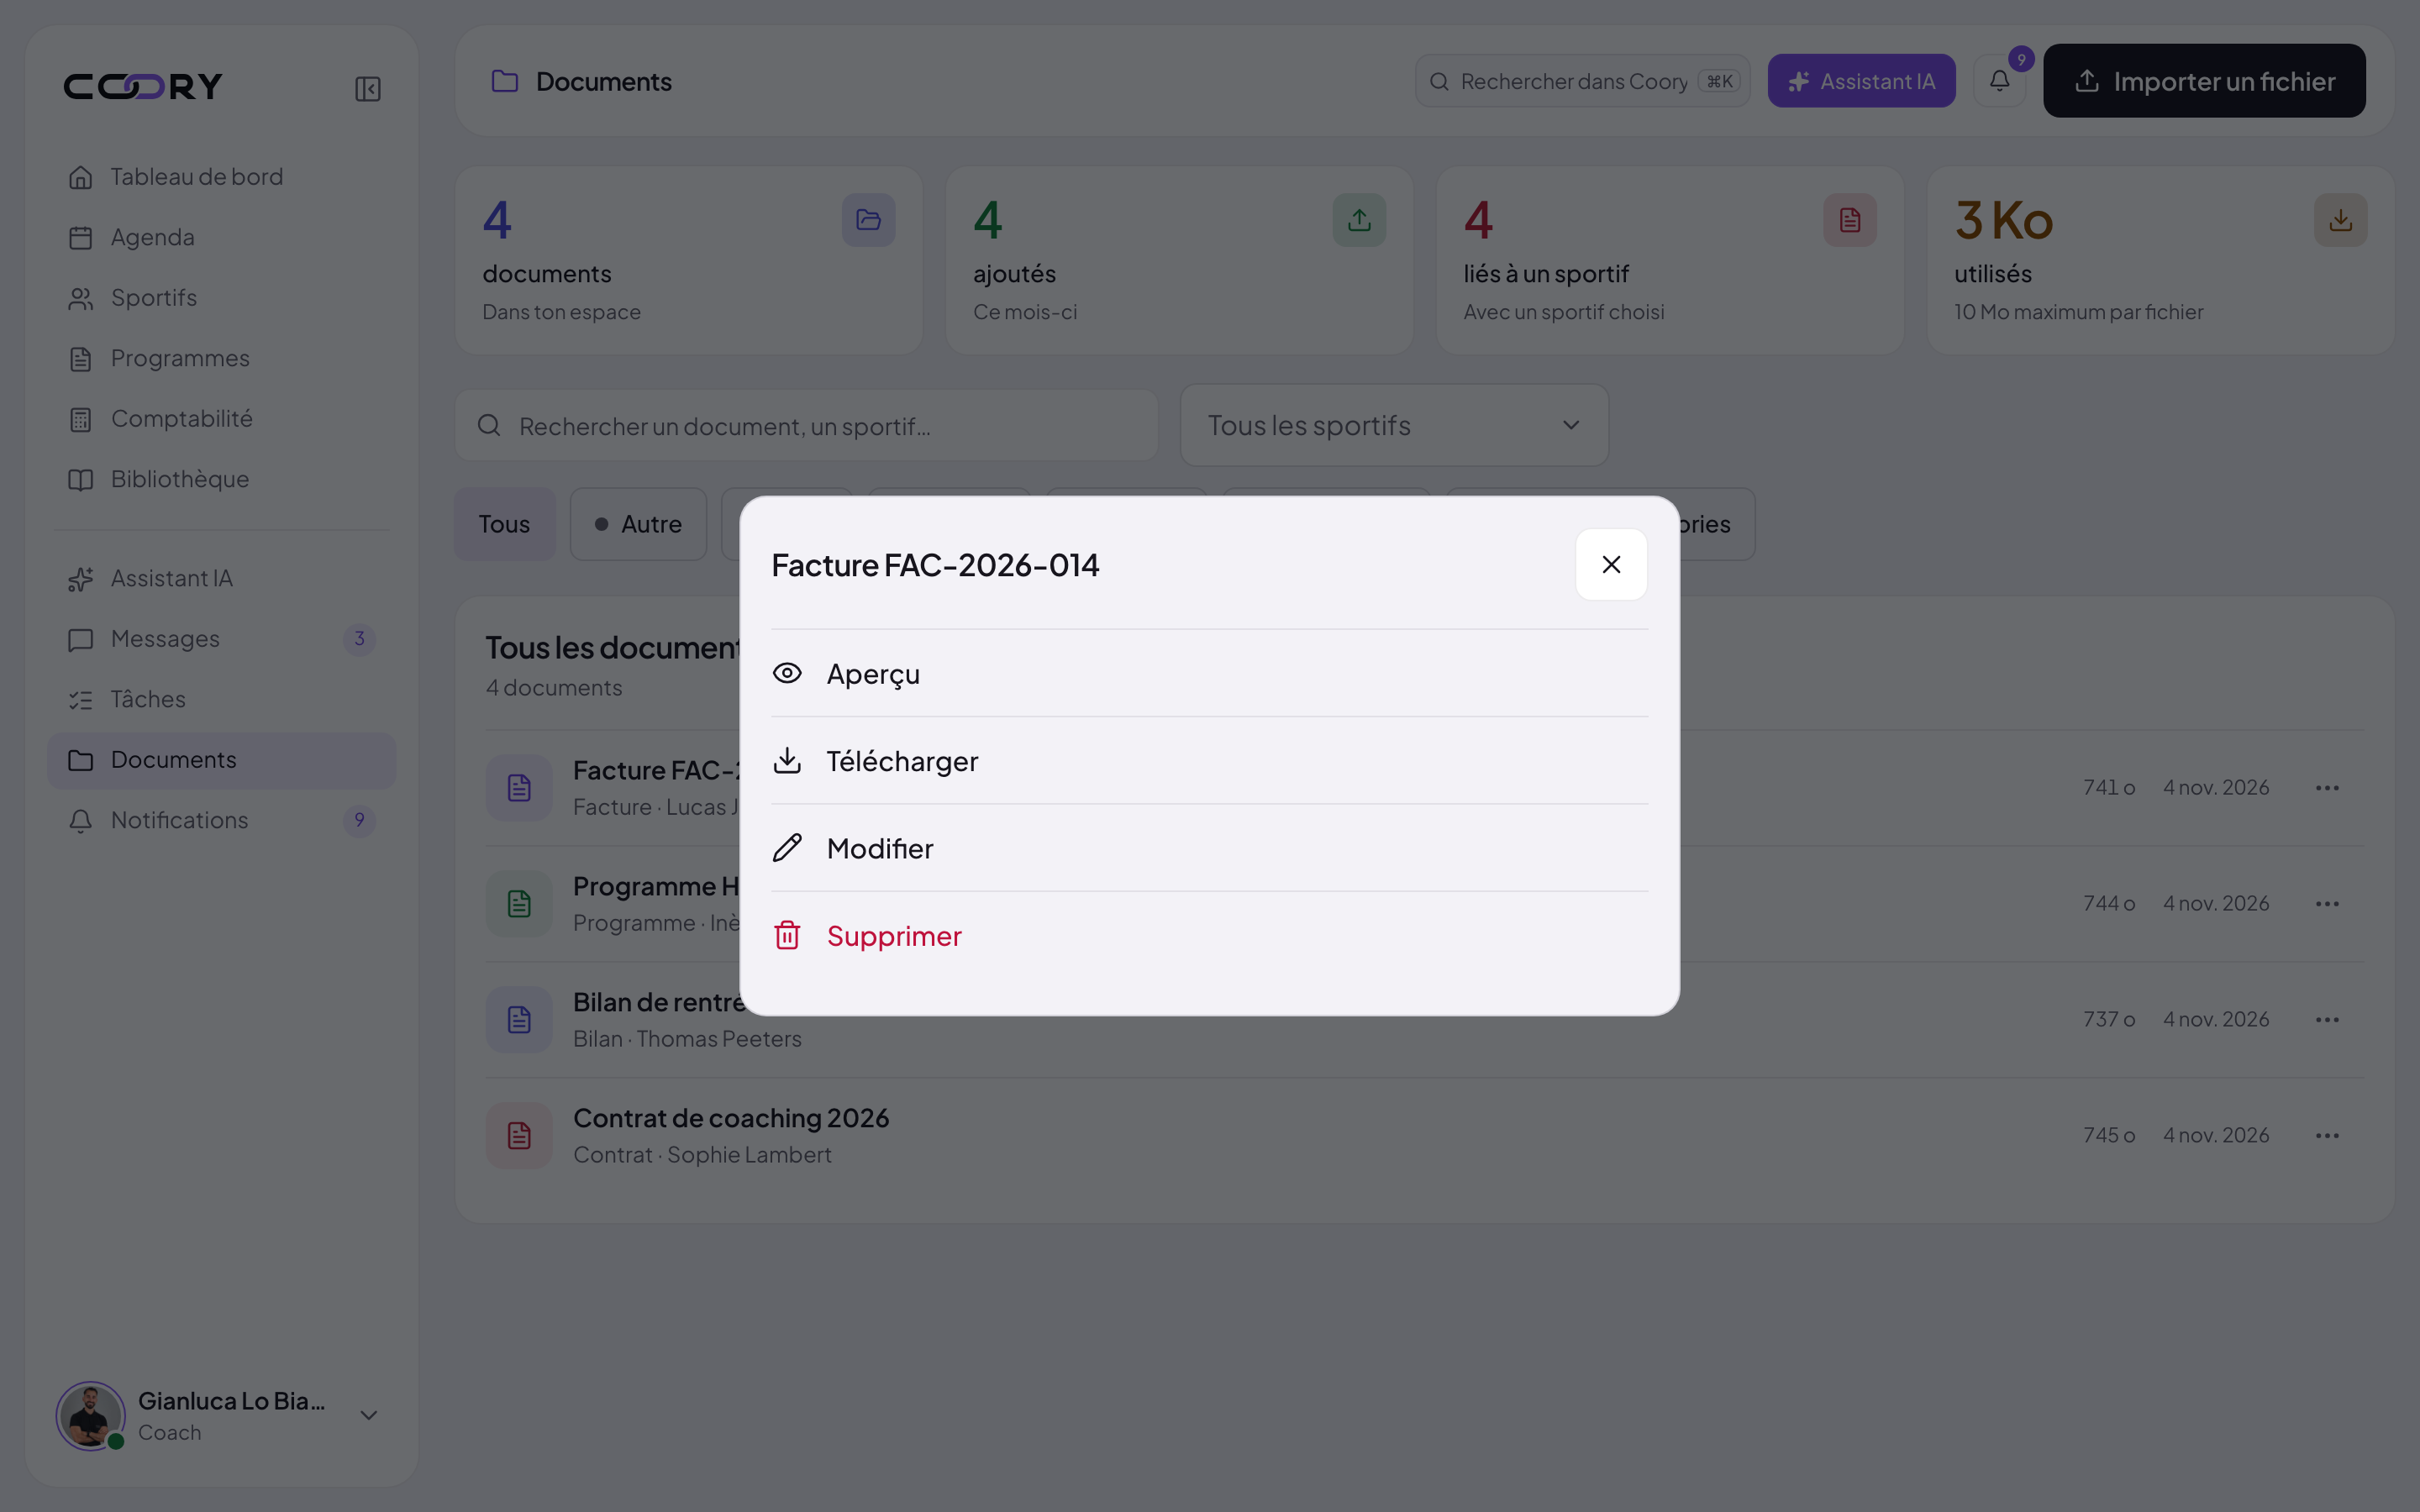 COORY
Tableau de bord
Agenda
Sportifs
Programmes
Comptabilité
Bibliothèque
Assistant IA
Messages 3
Tâches
Documents
Notifications 9
Gianluca Lo Bia...
Coach
Documents
Rechercher dans Coory ⌘K
Assistant IA
9
Importer un fichier
4
documents
Dans ton espace
4
ajoutés
Ce mois-ci
4
liés à un sportif
Avec un sportif choisi
3 Ko
utilisés
10 Mo maximum par fichier
Rechercher un document, un sportif...
Tous les sportifs
Tous
Autre
Tous les document
4 documents
Facture FAC-
Facture · Lucas
741 o 4 nov. 2026
Programme
Programme ·
744 o 4 nov. 2026
Bilan de rentré
Bilan · Thomas Peeters
737 o 4 nov. 2026
Contrat de coaching 2026
Contrat · Sophie Lambert
745 o 4 nov. 2026
Facture FAC-2026-014
Aperçu
Télécharger
Modifier
Supprimer